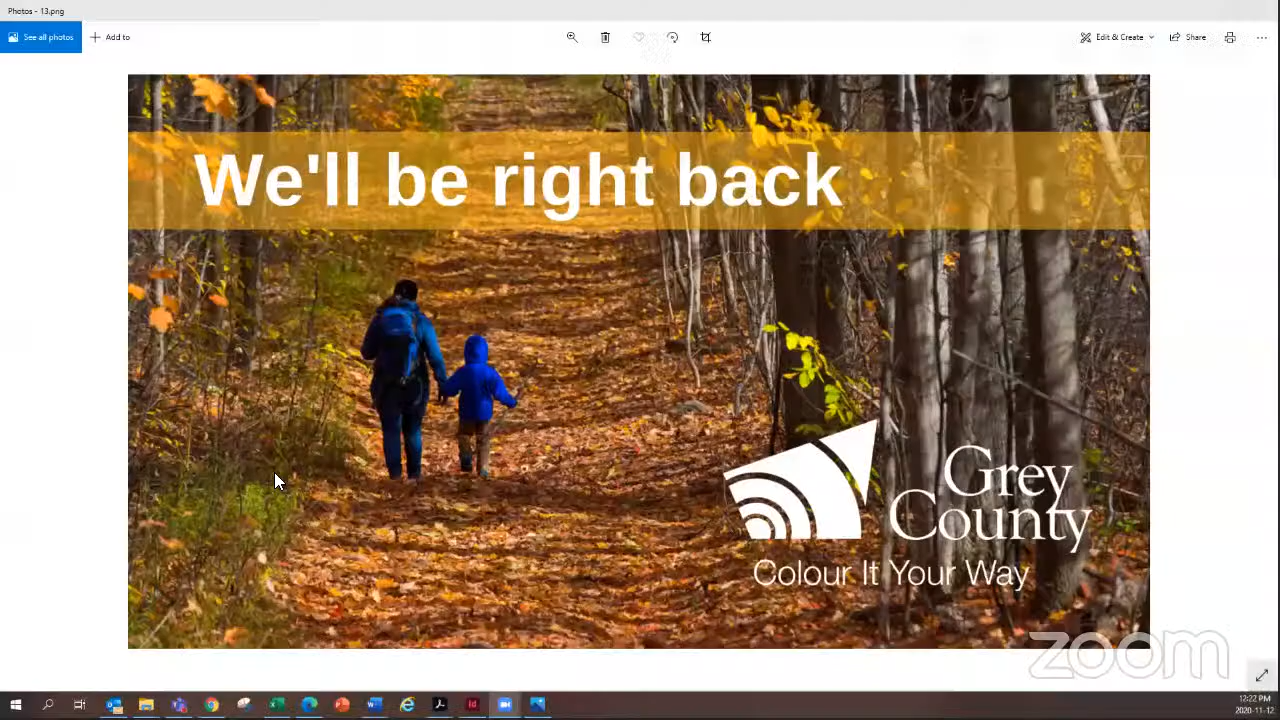 Photos - 13.png
See all photos
Add to
Edit & Create
Share
We'll be right back
Grey
County
Colour It Your Way
zoom
12:22 PM
2020-11-12